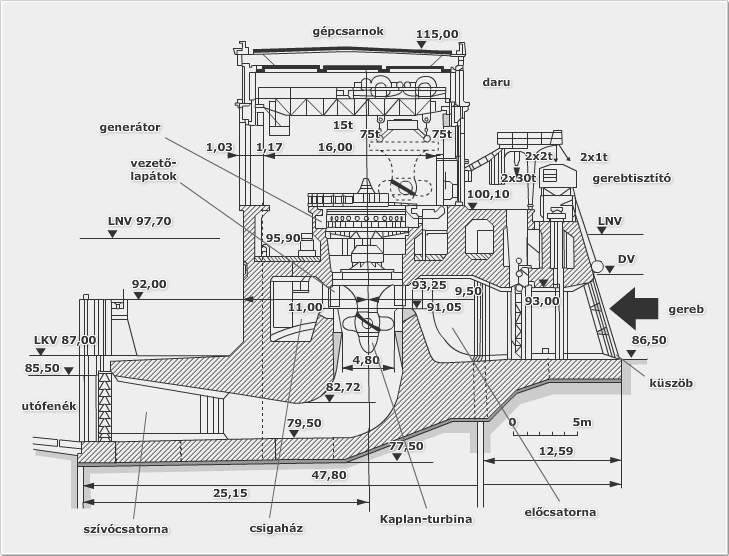 gépcsarnok
115,00
daru
generátor
15t
75t
75t
1,03
1,17
16,00
vezető-
lapátok
2x2t
2x1t
2x30t
gerebtisztító
100,10
LNV 97,70
LNV
95,90
DV
92,00
93,25
9,50
93,00
11,00
91,05
gereb
LKV 87,00
86,50
85,50
4,80
küszöb
82,72
utófenék
79,50
0
5m
77,50
12,59
47,80
25,15
szívócsatorna
csigaház
Kaplan-turbina
előcsatorna